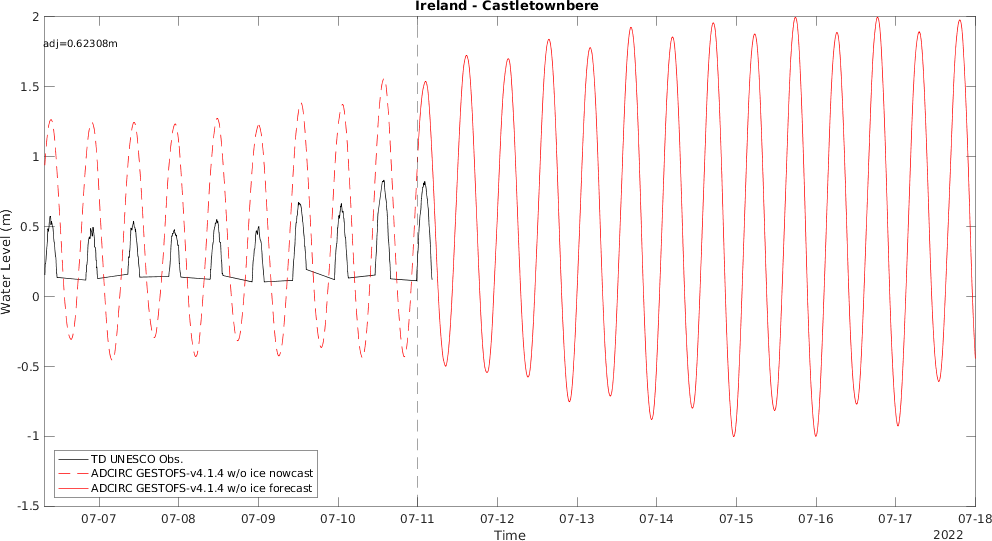 Ireland - Castletownbere
adj=0.62308m
2
1.5
1
0.5
0
-0.5
-1
-1.5
Water Level (m)
TD UNESCO Obs.
ADCIRC GESTOFS-v4.1.4 w/o ice nowcast
ADCIRC GESTOFS-v4.1.4 w/o ice forecast
07-07 07-08 07-09 07-10 07-11 07-12 07-13 07-14 07-15 07-16 07-17 07-18
Time
2022